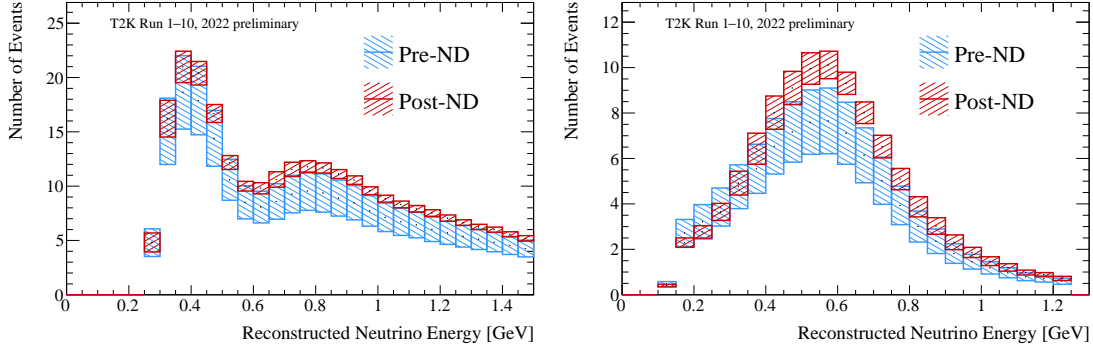 Number of Events
T2K Run 1–10, 2022 preliminary
Pre-ND
Post-ND
25
20
15
10
5
0
0 0.2 0.4 0.6 0.8 1 1.2 1.4
Reconstructed Neutrino Energy [GeV]
Number of Events
T2K Run 1–10, 2022 preliminary
Pre-ND
Post-ND
12
10
8
6
4
2
0
0 0.2 0.4 0.6 0.8 1 1.2
Reconstructed Neutrino Energy [GeV]